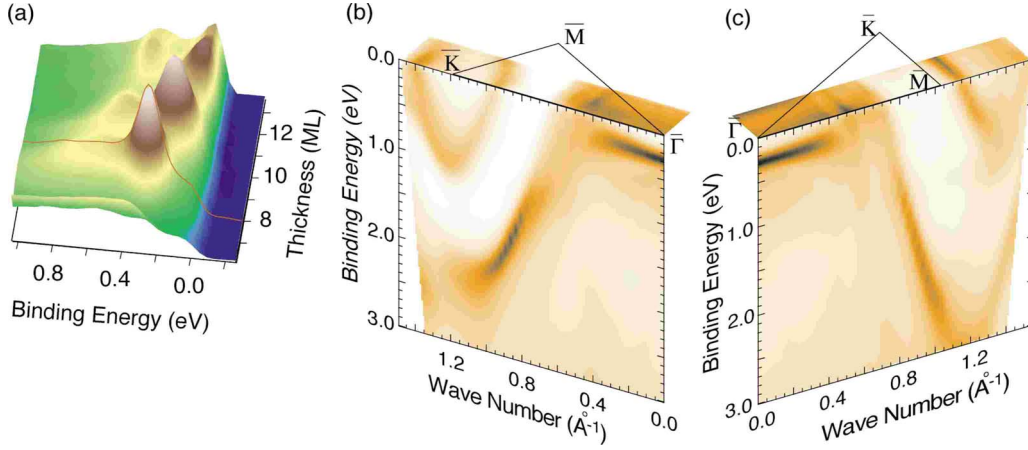 (a)
12
10
8
Thickness (ML)
0.8
0.4
0.0
Binding Energy (eV)
(b)
M̅
K̅
Γ̅
0.0
1.0
2.0
3.0
Binding Energy (eV)
1.2
0.8
0.4
0.0
Wave Number (Å-1)
(c)
K̅
M̅
Γ̅
0.0
1.0
2.0
3.0
Binding Energy (eV)
0.0
0.4
0.8
1.2
Wave Number (Å-1)